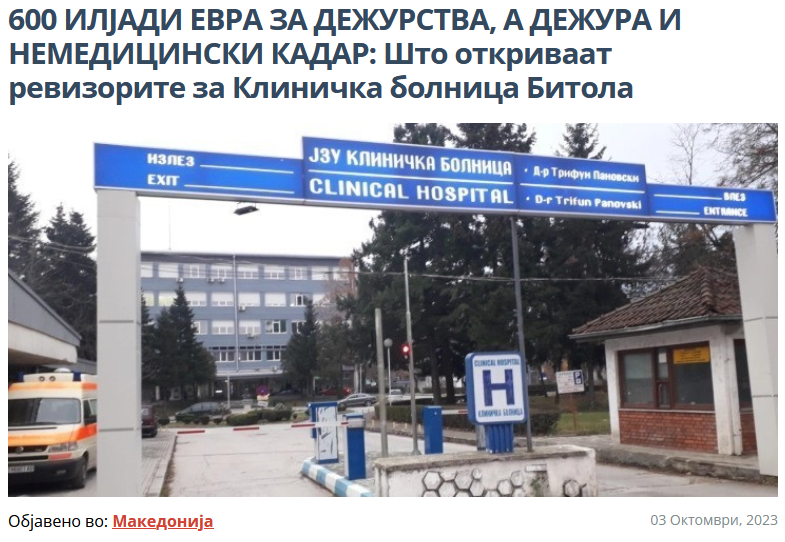 600 ИЛЈАДИ ЕВРА ЗА ДЕЖУРСТВА, А ДЕЖУРА И
НЕМЕДИЦИНСКИ КАДАР: Што откриваат
ревизорите за Клиничка болница Битола
ИЗЛЕЗ
EXIT
ЈЗУ КЛИНИЧКА БОЛНИЦА
CLINICAL HOSPITAL
• Д-р Трифун Пановски
• D-r Trifun Panovski
ВЛЕЗ
ENTRANCE
CLINICAL HOSPITAL
H
КЛИНИЧКА БОЛНИЦА
Објавено во: Македонија
03 Октомври, 2023